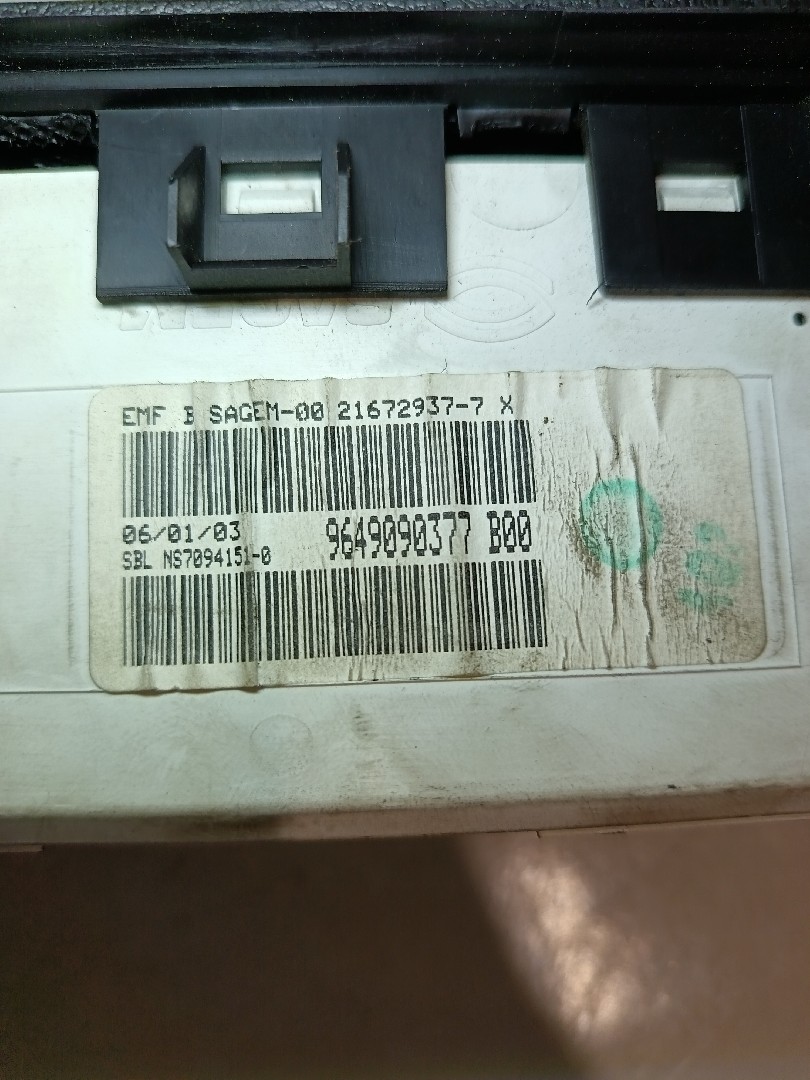 EMF B SAGEM-00 21672937-7 X
06/01/03 9649090377 B00
SBL NS7094151-0